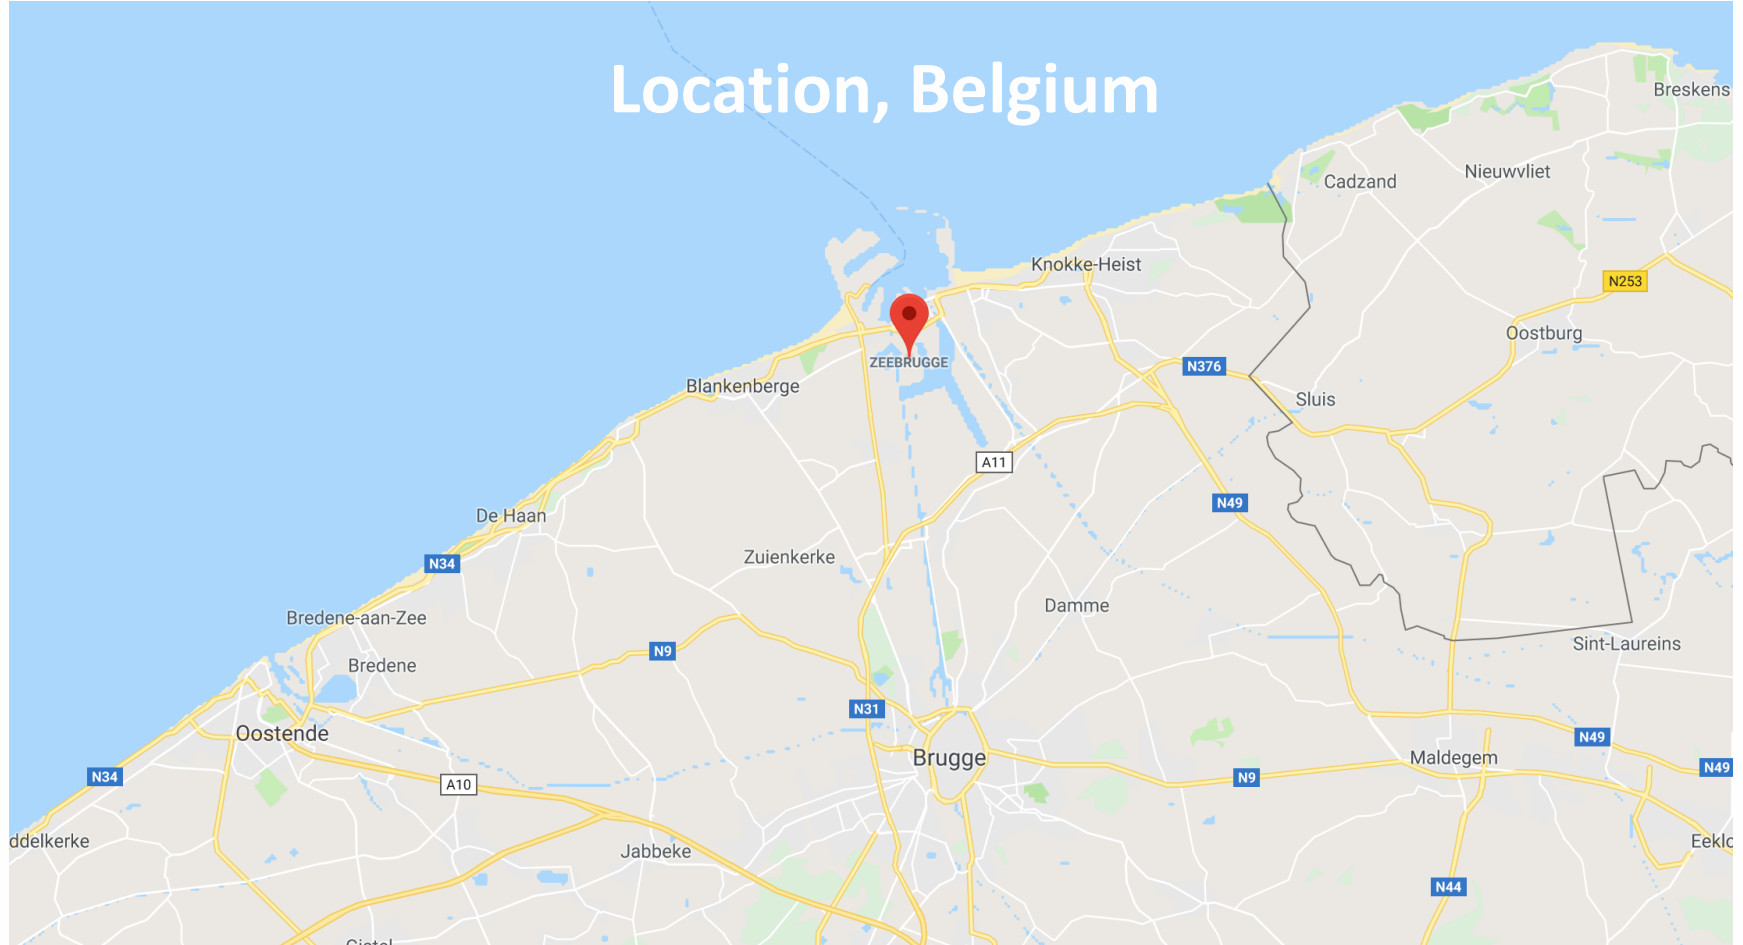 Location, Belgium
Breskens
Nieuwvliet
Cadzand
Knokke-Heist
N253
Oostburg
ZEEBRUGGE
N376
Blankenberge
Sluis
A11
N49
De Haan
Zuienkerke
N34
Damme
Bredene-aan-Zee
Sint-Laureins
N9
Bredene
N31
Oostende
N49
Brugge
Maldegem
N49
N34
N9
A10
ddelkerke
Eeklo
Jabbeke
N44